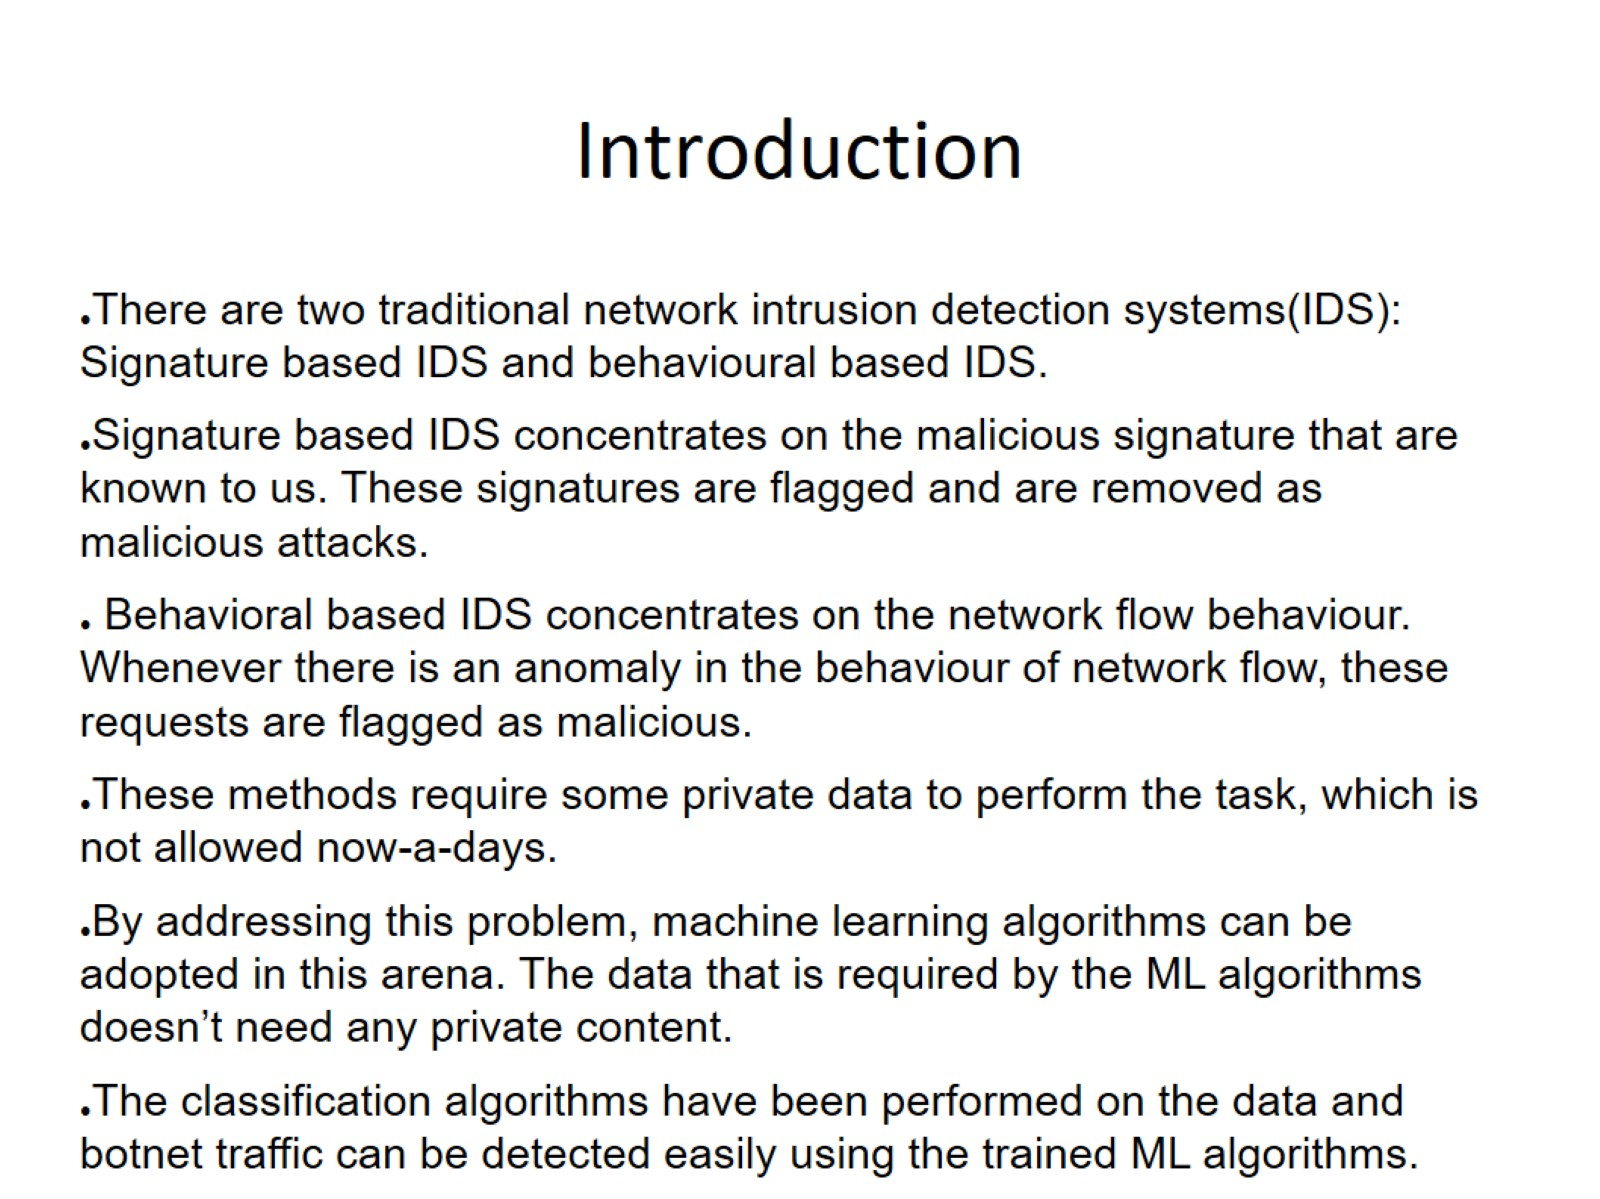 Introduction
.There are two traditional network intrusion detection systems(IDS):
Signature based IDS and behavioural based IDS.
.Signature based IDS concentrates on the malicious signature that are
known to us. These signatures are flagged and are removed as
malicious attacks.
. Behavioral based IDS concentrates on the network flow behaviour.
Whenever there is an anomaly in the behaviour of network flow, these
requests are flagged as malicious.
.These methods require some private data to perform the task, which is
not allowed now-a-days.
.By addressing this problem, machine learning algorithms can be
adopted in this arena. The data that is required by the ML algorithms
doesn’t need any private content.
.The classification algorithms have been performed on the data and
botnet traffic can be detected easily using the trained ML algorithms.